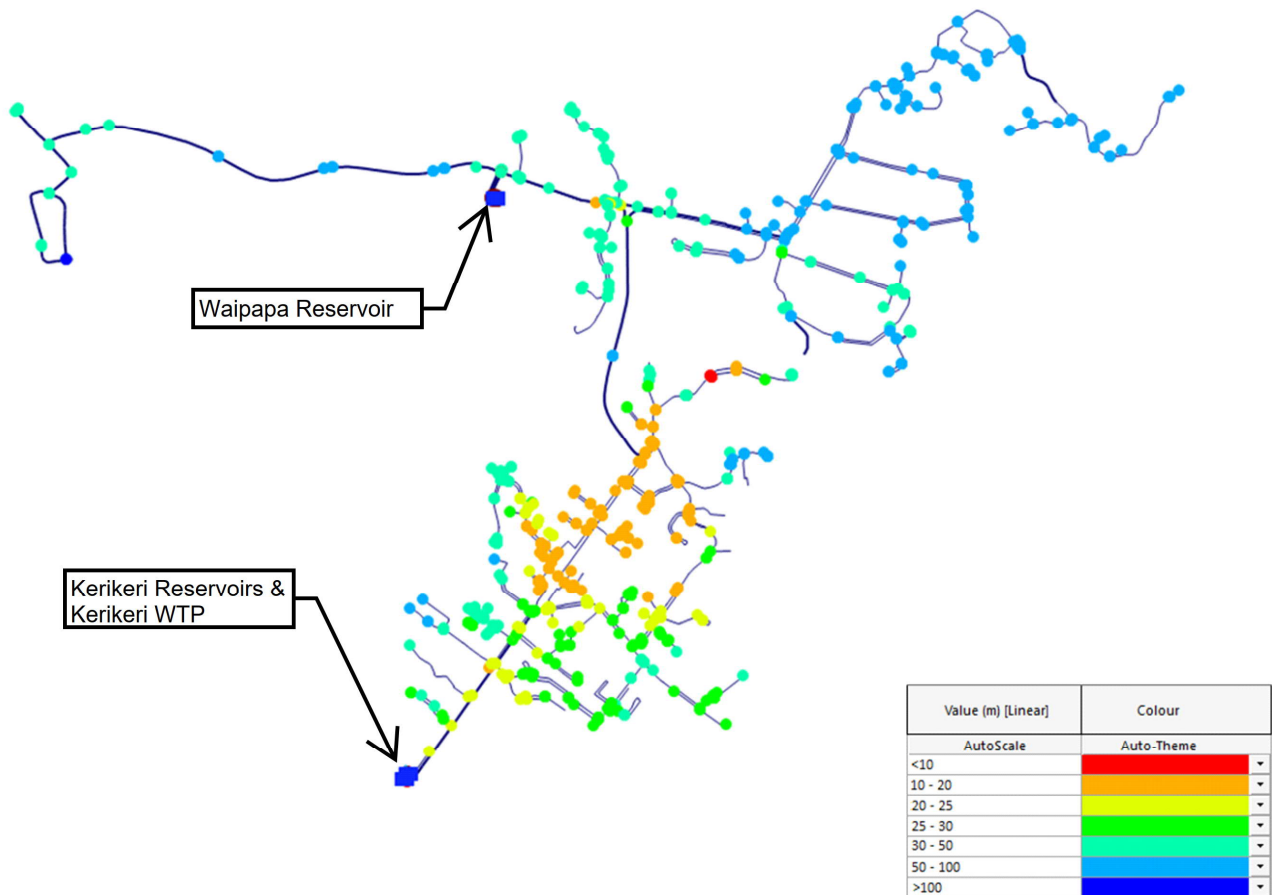 Waipapa Reservoir
Kerikeri Reservoirs &
Kerikeri WTP
Value (m) [Linear] Colour
AutoScale Auto-Theme
<10
10 - 20
20 - 25
25 - 30
30 - 50
50 - 100
>100